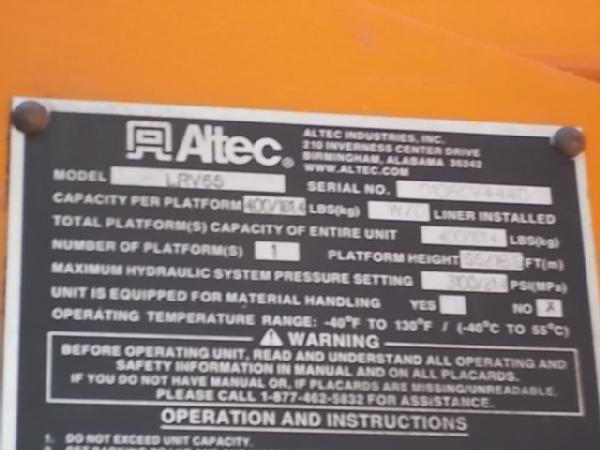 Altec®
ALTEC INDUSTRIES, INC.
210 INVERNESS CENTER DRIVE
BIRMINGHAM, ALABAMA 35242
WWW.ALTEC.COM
MODEL LRV55 SERIAL NO.
CAPACITY PER PLATFORM 400/181.4 LBS(kg) W/O LINER INSTALLED
TOTAL PLATFORM(S) CAPACITY OF ENTIRE UNIT 400/181.4 LBS(kg)
NUMBER OF PLATFORM(S) 1 PLATFORM HEIGHT FT(m)
MAXIMUM HYDRAULIC SYSTEM PRESSURE SETTING 3100/21.4 PSI(MPa)
UNIT IS EQUIPPED FOR MATERIAL HANDLING YES NO X
OPERATING TEMPERATURE RANGE: -40°F TO 130°F / (-40°C TO 55°C)
WARNING
BEFORE OPERATING UNIT, READ AND UNDERSTAND ALL OPERATING AND
SAFETY INFORMATION IN MANUAL AND ON ALL PLACARDS.
IF YOU DO NOT HAVE MANUAL OR, IF PLACARDS ARE MISSING/UNREADABLE,
PLEASE CALL 1-877-462-5832 FOR ASSISTANCE.
OPERATION AND INSTRUCTIONS
1. DO NOT EXCEED UNIT CAPACITY.